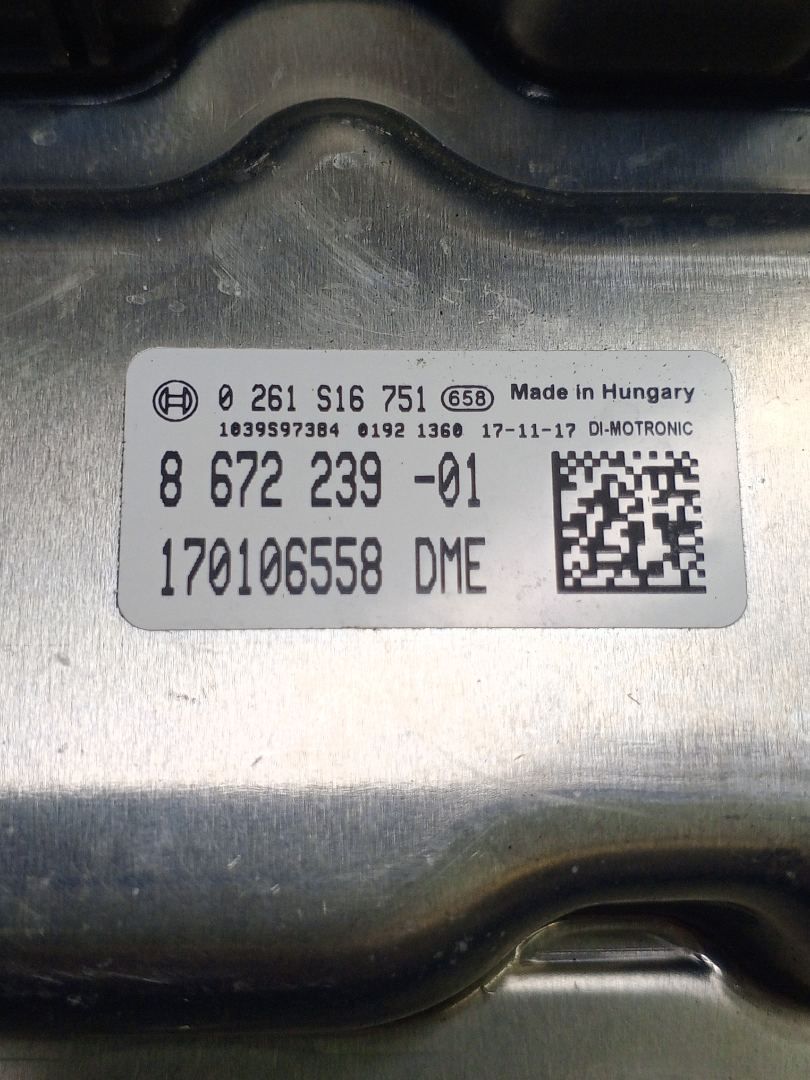 0 261 S16 751 658 Made in Hungary
1039S97384 0192 1360 17-11-17 DI-MOTRONIC
8 672 239 -01
170106558 DME